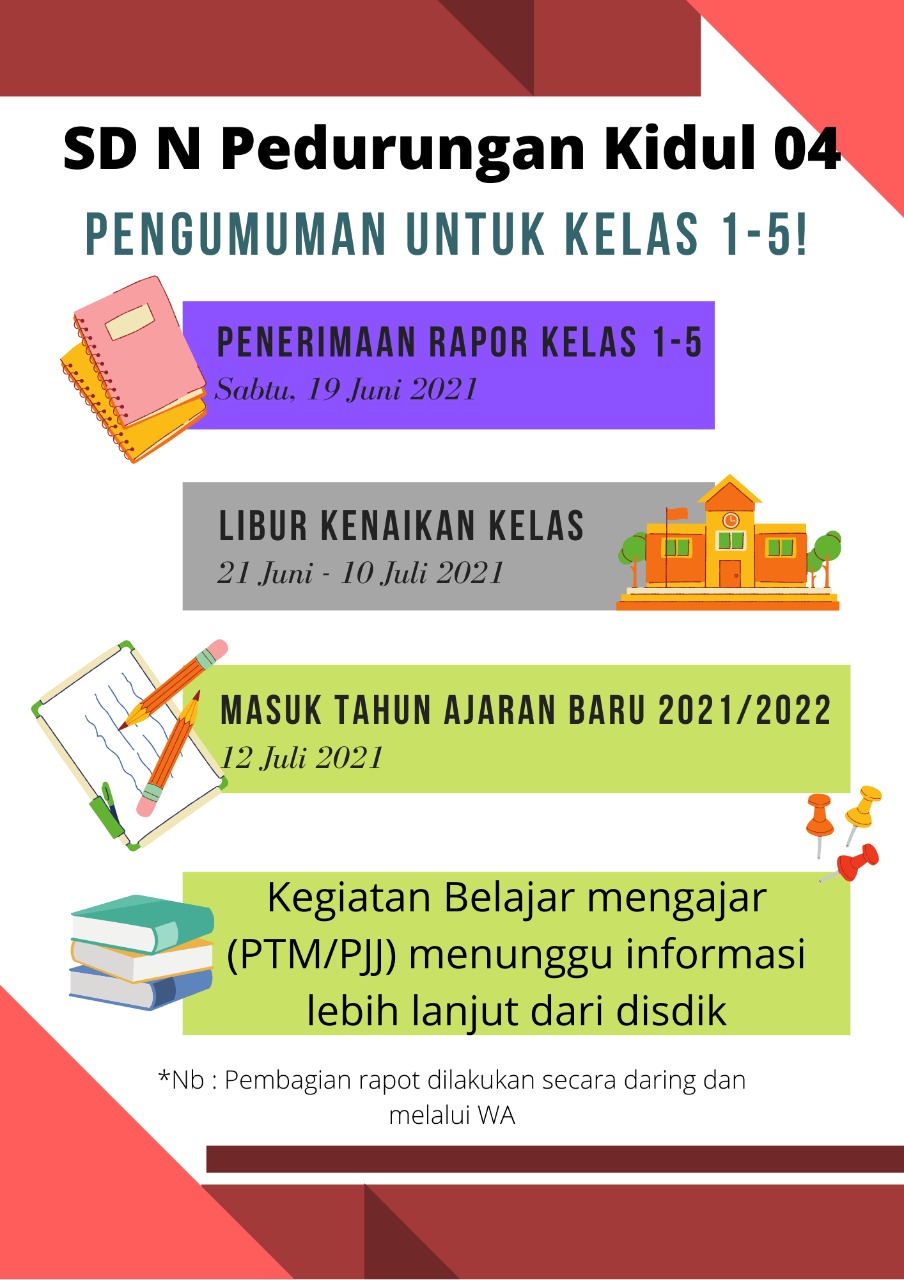 SD N Pedurungan Kidul 04
PENGUMUMAN UNTUK KELAS 1-5!
PENERIMAAN RAPOR KELAS 1-5
Sabtu, 19 Juni 2021
LIBUR KENAIKAN KELAS
21 Juni - 10 Juli 2021
MASUK TAHUN AJARAN BARU 2021/2022
12 Juli 2021
Kegiatan Belajar mengajar
(PTM/PJJ) menunggu informasi
lebih lanjut dari disdik
*Nb : Pembagian rapot dilakukan secara daring dan
melalui WA